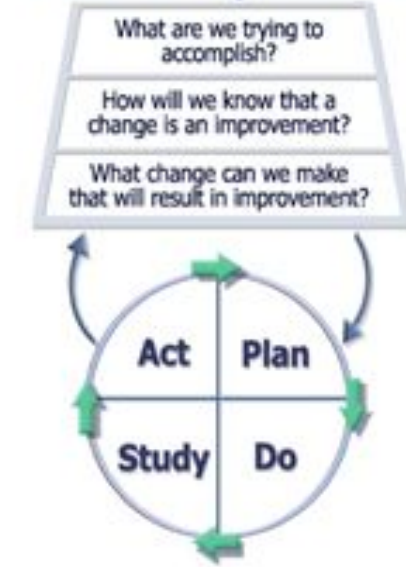 What are we trying to
accomplish?
How will we know that a
change is an improvement?
What change can we make
that will result in improvement?
Act Plan
Study Do